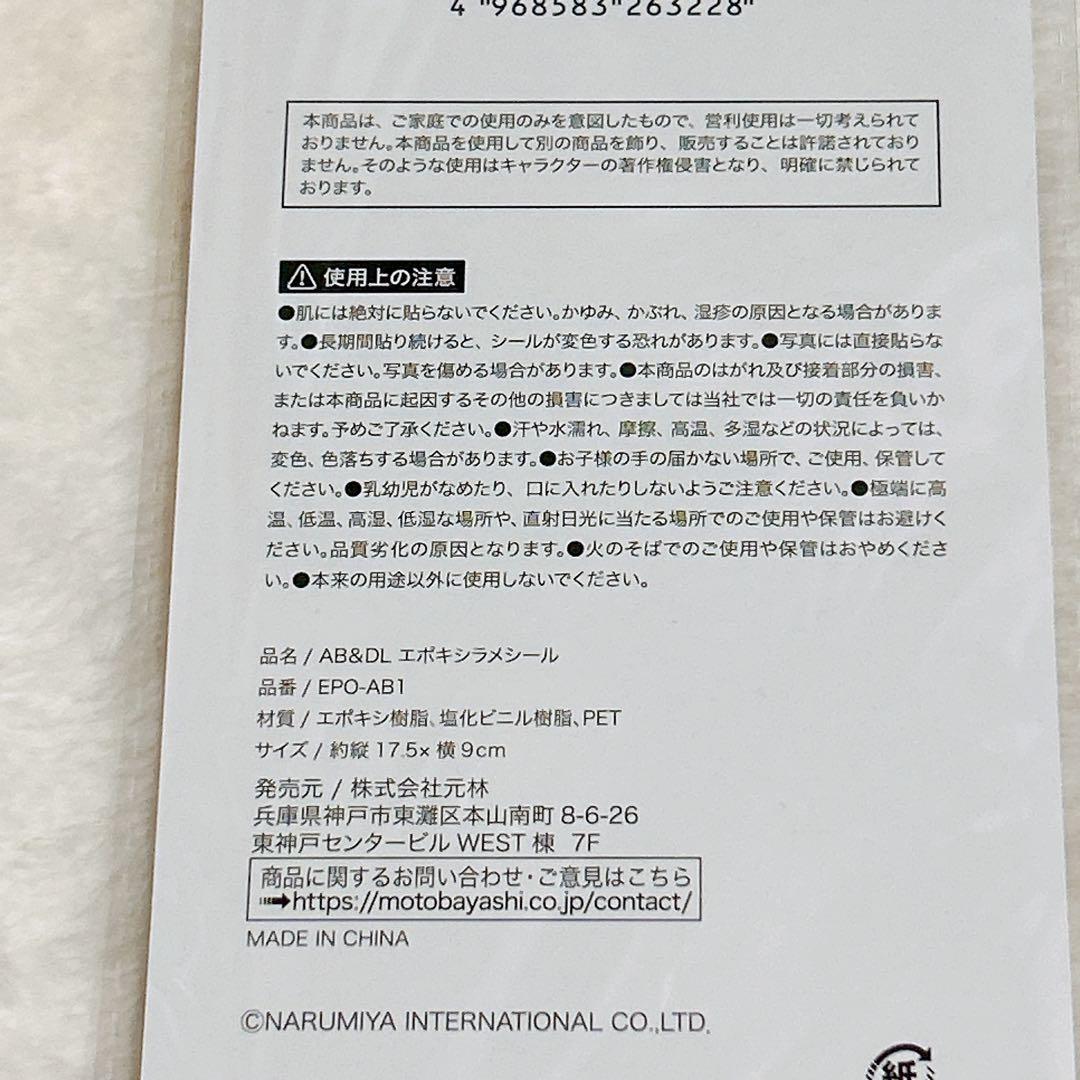 4 968583 263228
本商品は、ご家庭での使用のみを意図したもので、営利使用は一切考えられて
おりません。本商品を使用して別の商品を飾り、販売することは許諾されており
ません。そのような使用はキャラクターの著作権侵害となり、明確に禁じられて
おります。
使用上の注意
●肌には絶対に貼らないでください。かゆみ、かぶれ、湿疹の原因となる場合がありま
す。●長期間貼り続けると、シールが変色する恐れがあります。●写真には直接貼らな
いでください。写真を傷める場合があります。●本商品のはがれ及び接着部分の損害、
または本商品に起因するその他の損害につきましては当社では一切の責任を負いか
ねます。予めご了承ください。●汗や水濡れ、摩擦、高温、多湿などの状況によっては、
変色、色落ちする場合があります。●お子様の手の届かない場所で、ご使用、保管して
ください。●乳幼児がなめたり、口に入れたりしないようご注意ください。●極端に高
温、低温、高湿、低湿な場所や、直射日光に当たる場所でのご使用や保管はお避けく
ださい。品質劣化の原因となります。●火のそばでのご使用や保管はおやめくださ
い。●本来の用途以外に使用しないでください。
品名 / AB&DL エポキシラメシール
品番 / EPO-AB1
材質 / エポキシ樹脂、塩化ビニル樹脂、PET
サイズ / 約縦 17.5× 横 9cm
発売元 / 株式会社元林
兵庫県神戸市東灘区本山南町 8-6-26
東神戸センタービル WEST 棟 7F
商品に関するお問い合わせ・ご意見はこちら
➡https://motobayashi.co.jp/contact/
MADE IN CHINA
©NARUMIYA INTERNATIONAL CO.,LTD.
紙